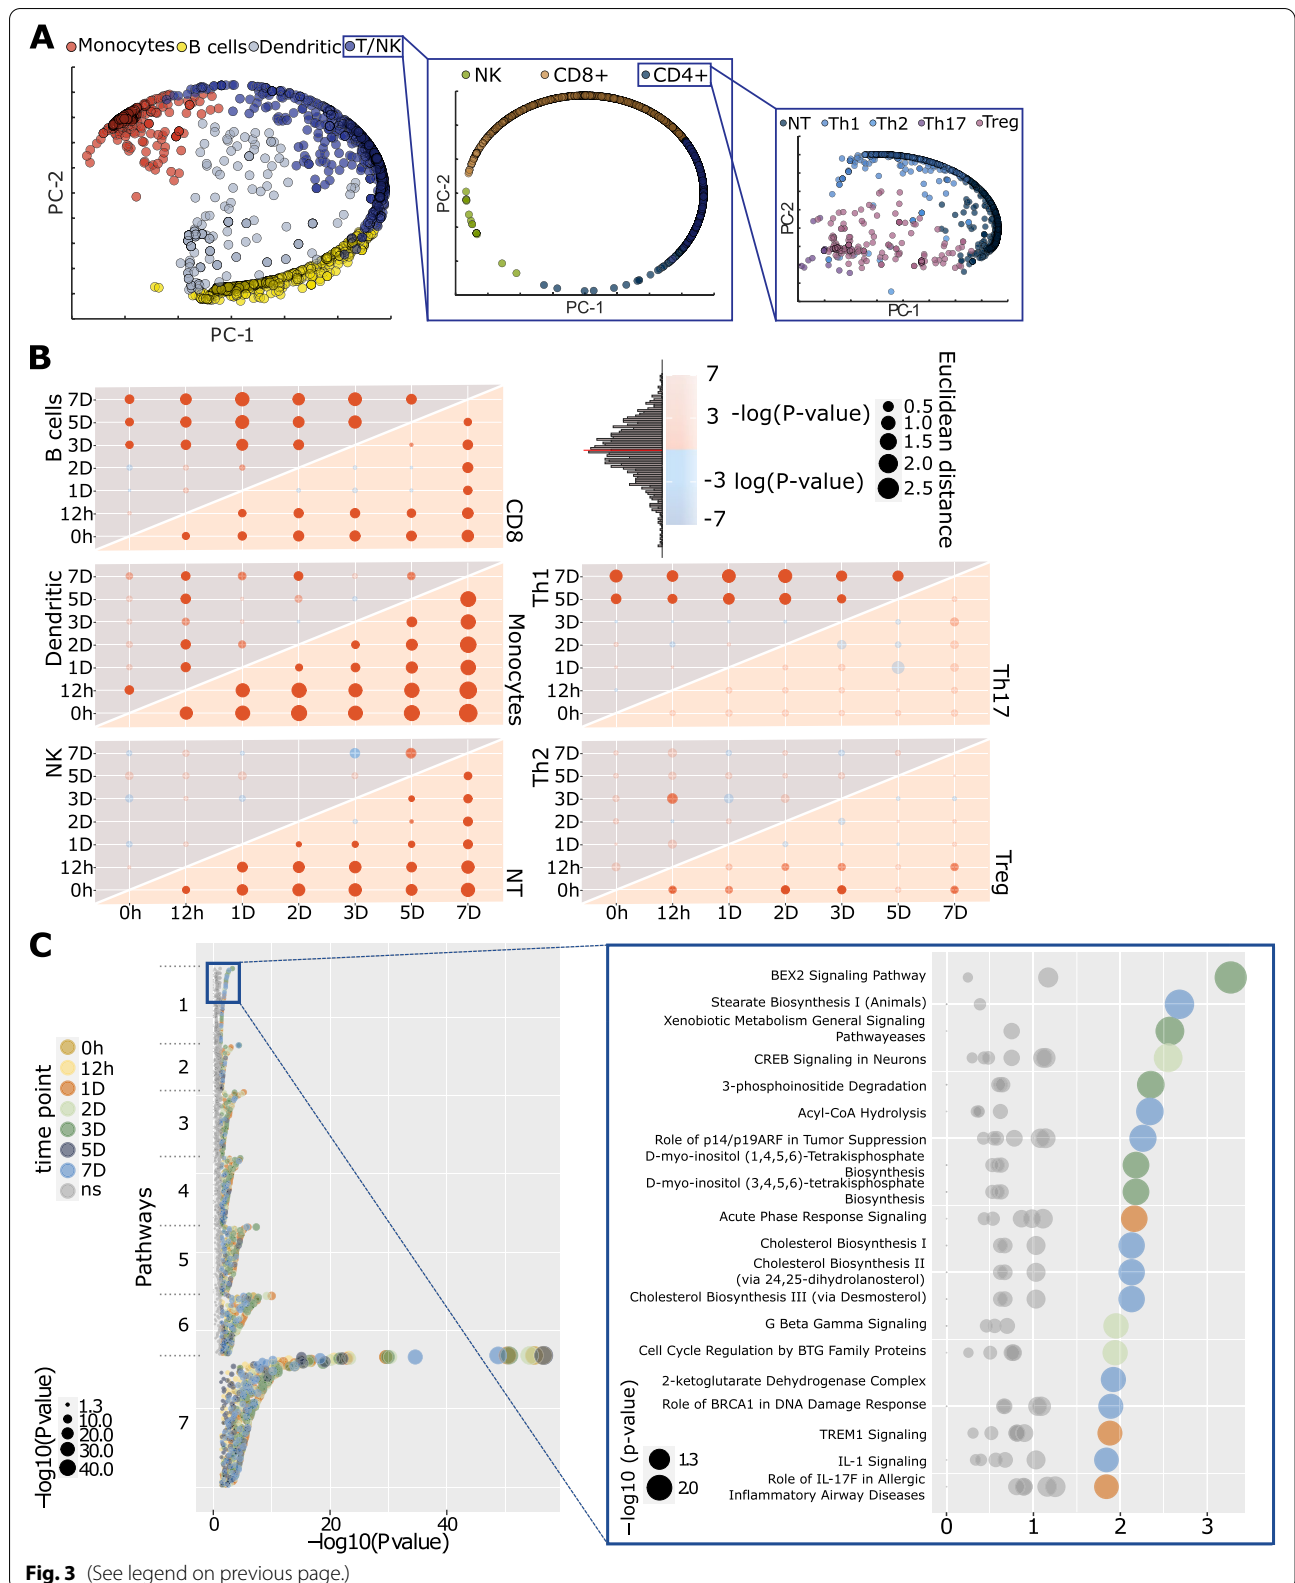 A
Monocytes B cells Dendritic T/NK
PC-2
PC-1
NK CD8+ CD4+
PC-2
PC-1
NT Th1 Th2 Th17 Treg
PC-2
PC-1
B
B cells
7D
5D
3D
2D
1D
12h
0h
CD8
7
3
-3
-7
-log(P-value)
log(P-value)
0.5
1.0
1.5
2.0
2.5
Euclidean distance
Dendritic
7D
5D
3D
2D
1D
12h
0h
Monocytes
Th1
7D
5D
3D
2D
1D
12h
0h
Th17
NK
7D
5D
3D
2D
1D
12h
0h
NT
0h 12h 1D 2D 3D 5D 7D
Th2
7D
5D
3D
2D
1D
12h
0h
Treg
0h 12h 1D 2D 3D 5D 7D
C
time point
0h
12h
1D
2D
3D
5D
7D
ns
−log10(Pvalue)
1.3
10.0
20.0
30.0
40.0
Pathways
1
2
3
4
5
6
7
0 20 40
−log10(Pvalue)
BEX2 Signaling Pathway
Stearate Biosynthesis I (Animals)
Xenobiotic Metabolism General Signaling
Pathwayeases
CREB Signaling in Neurons
3-phosphoinositide Degradation
Acyl-CoA Hydrolysis
Role of p14/p19ARF in Tumor Suppression
D-myo-inositol (1,4,5,6)-Tetrakisphosphate
Biosynthesis
D-myo-inositol (3,4,5,6)-tetrakisphosphate
Biosynthesis
Acute Phase Response Signaling
Cholesterol Biosynthesis I
Cholesterol Biosynthesis II
(via 24,25-dihydrolanosterol)
Cholesterol Biosynthesis III (via Desmosterol)
G Beta Gamma Signaling
Cell Cycle Regulation by BTG Family Proteins
2-ketoglutarate Dehydrogenase Complex
Role of BRCA1 in DNA Damage Response
TREM1 Signaling
IL-1 Signaling
Role of IL-17F in Allergic
Inflammatory Airway Diseases
−log10 (p-value)
1.3
2.0
0 1 2 3
Fig. 3 (See legend on previous page.)